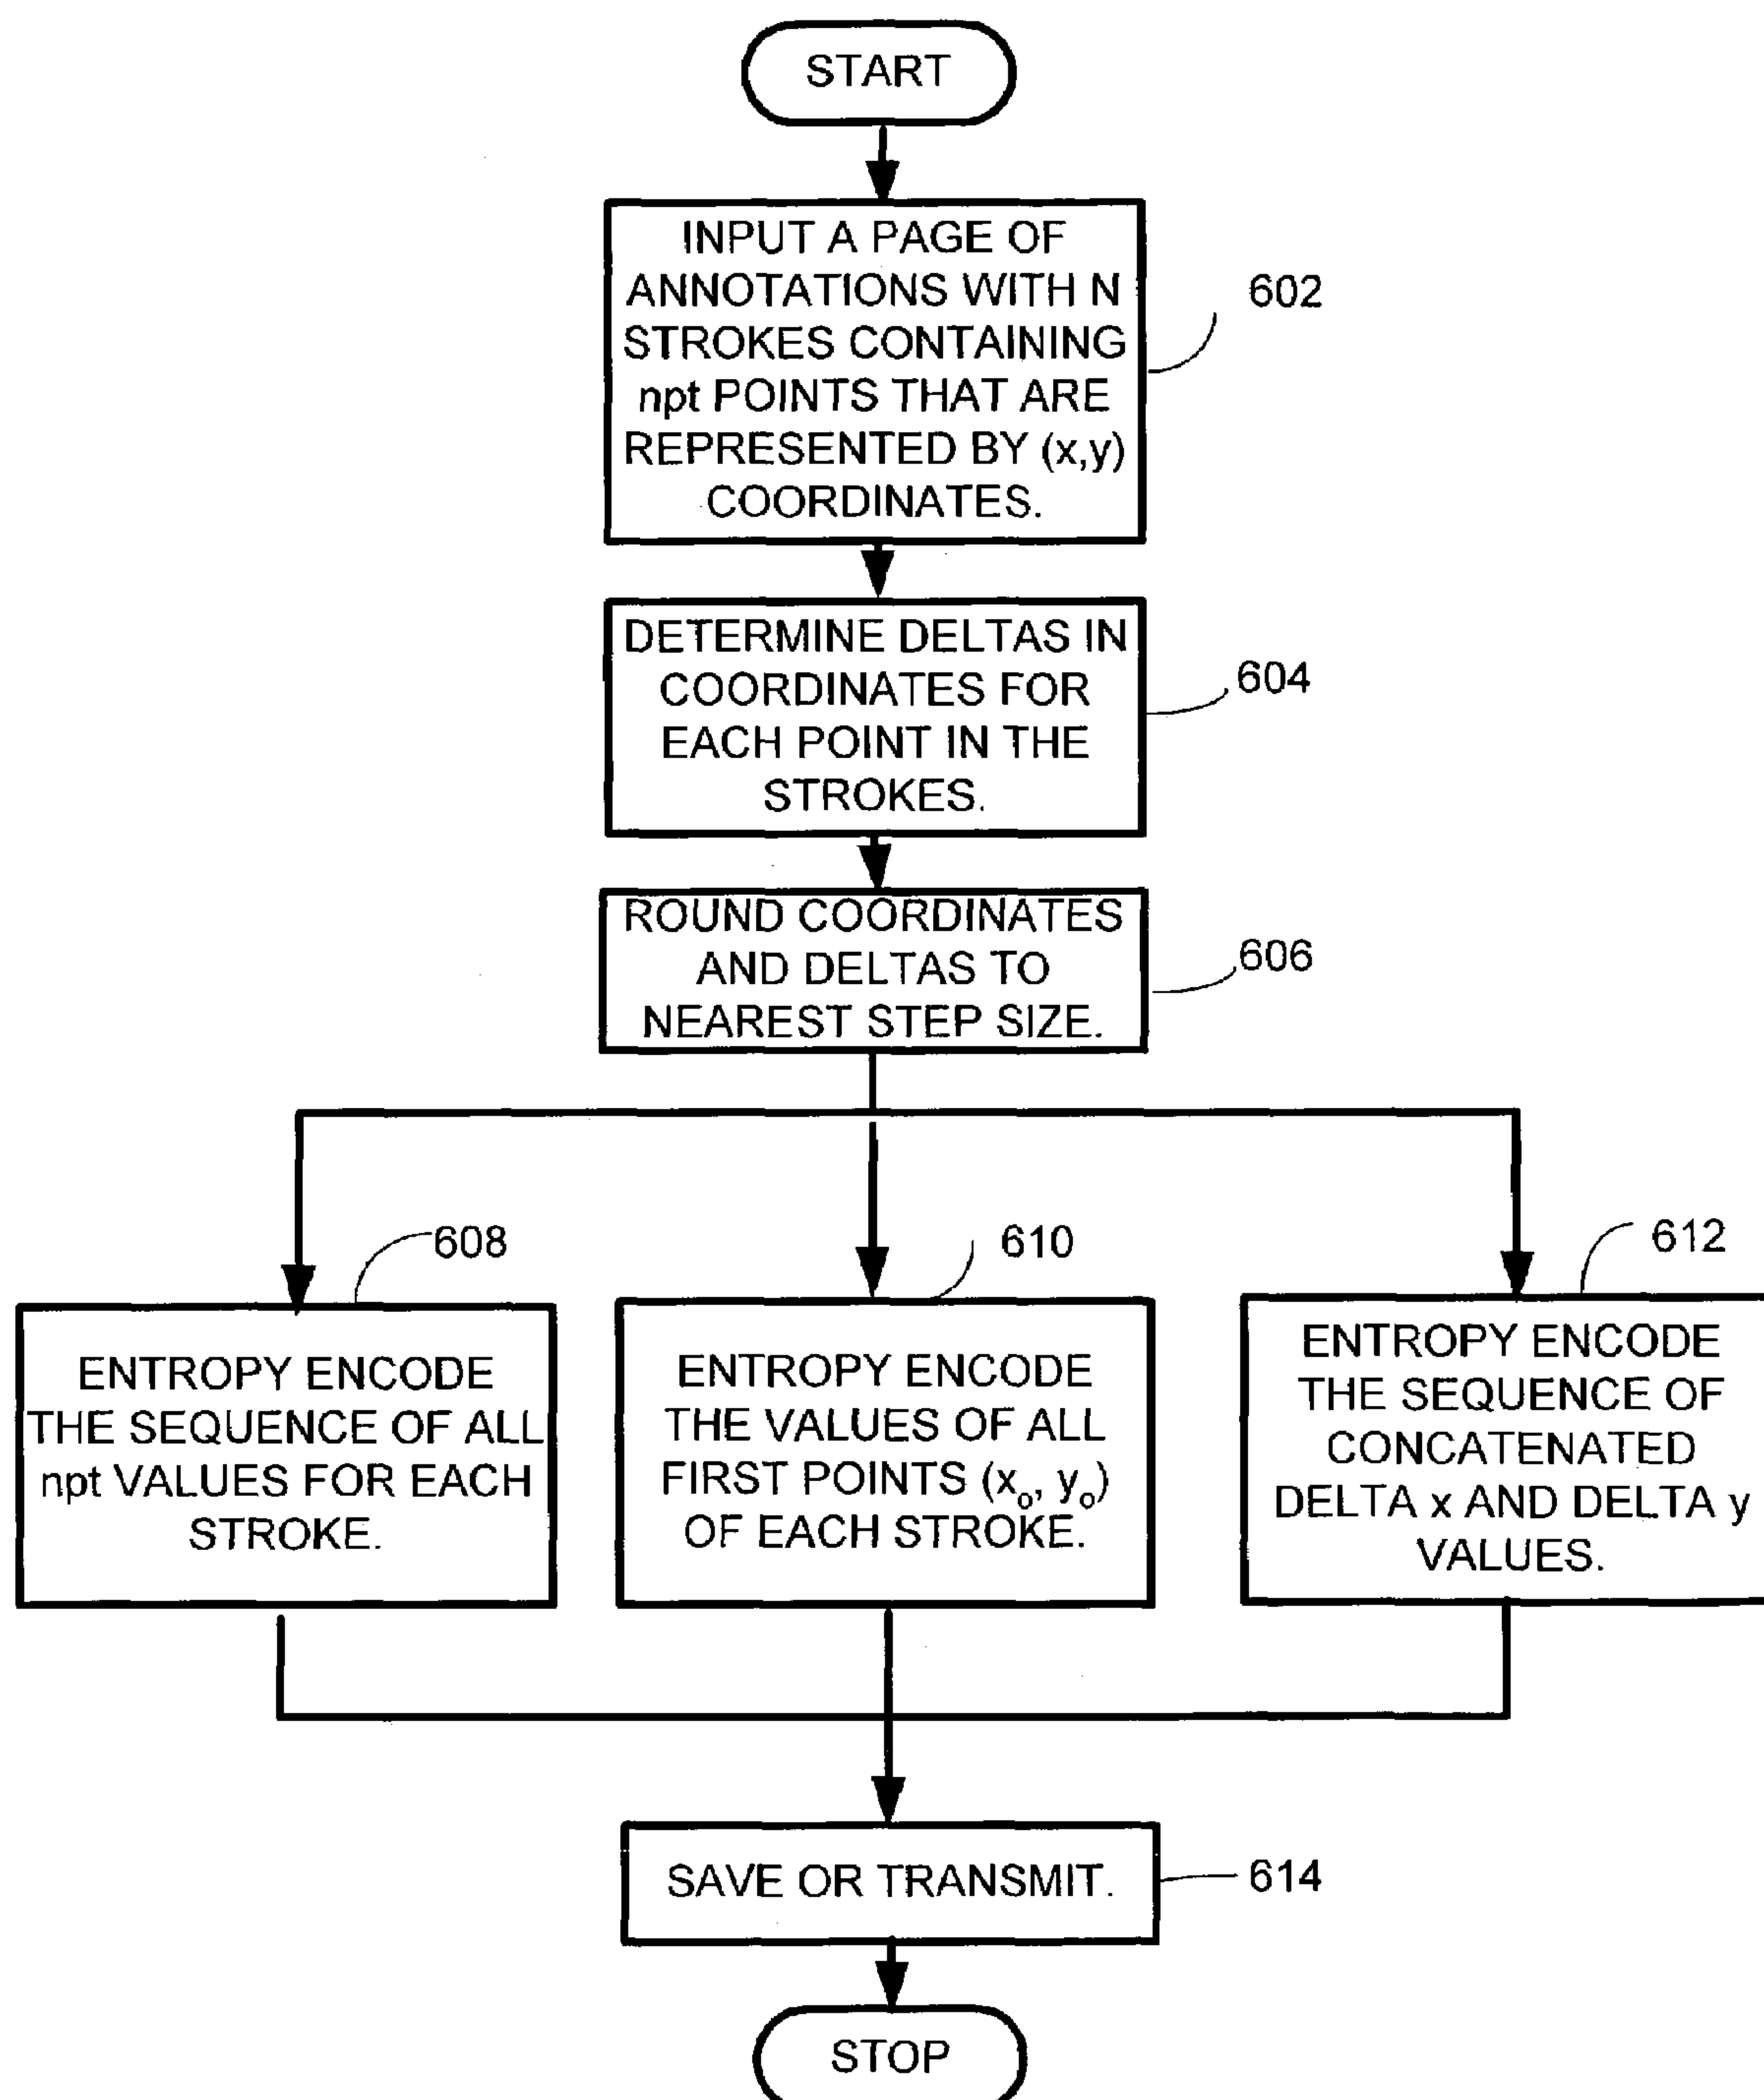 START
INPUT A PAGE OF
ANNOTATIONS WITH N
STROKES CONTAINING
npt POINTS THAT ARE
REPRESENTED BY (x,y)
COORDINATES.
602
DETERMINE DELTAS IN
COORDINATES FOR
EACH POINT IN THE
STROKES.
604
ROUND COORDINATES
AND DELTAS TO
NEAREST STEP SIZE.
606
608
ENTROPY ENCODE
THE SEQUENCE OF ALL
npt VALUES FOR EACH
STROKE.
610
ENTROPY ENCODE
THE VALUES OF ALL
FIRST POINTS (xo, yo)
OF EACH STROKE.
612
ENTROPY ENCODE
THE SEQUENCE OF
CONCATENATED
DELTA x AND DELTA y
VALUES.
SAVE OR TRANSMIT.
614
STOP